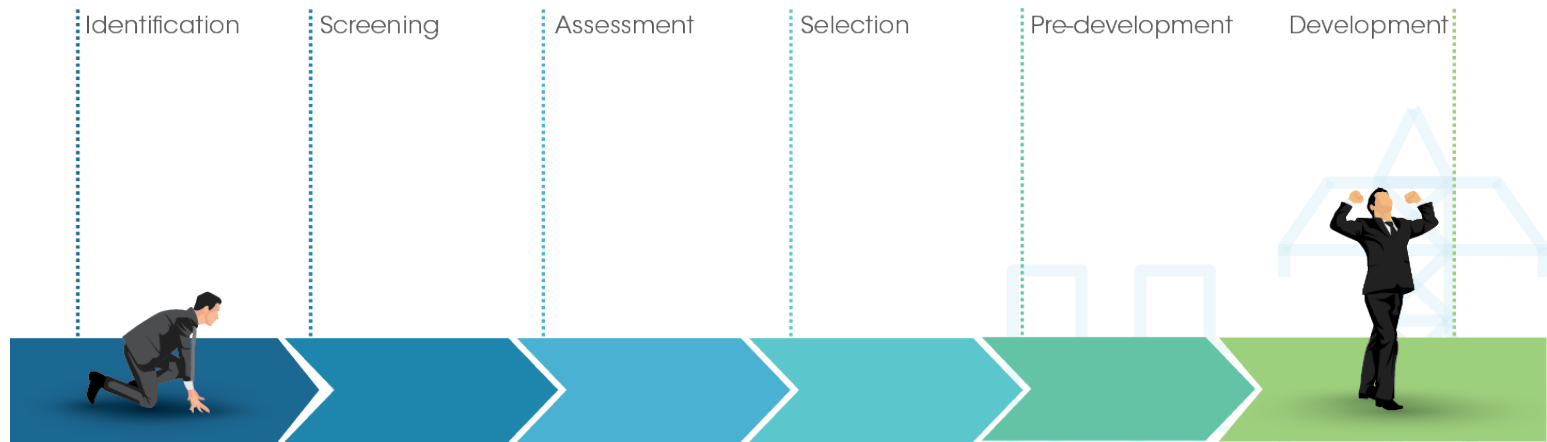 Identification
Screening
Assessment
Selection
Pre-development
Development